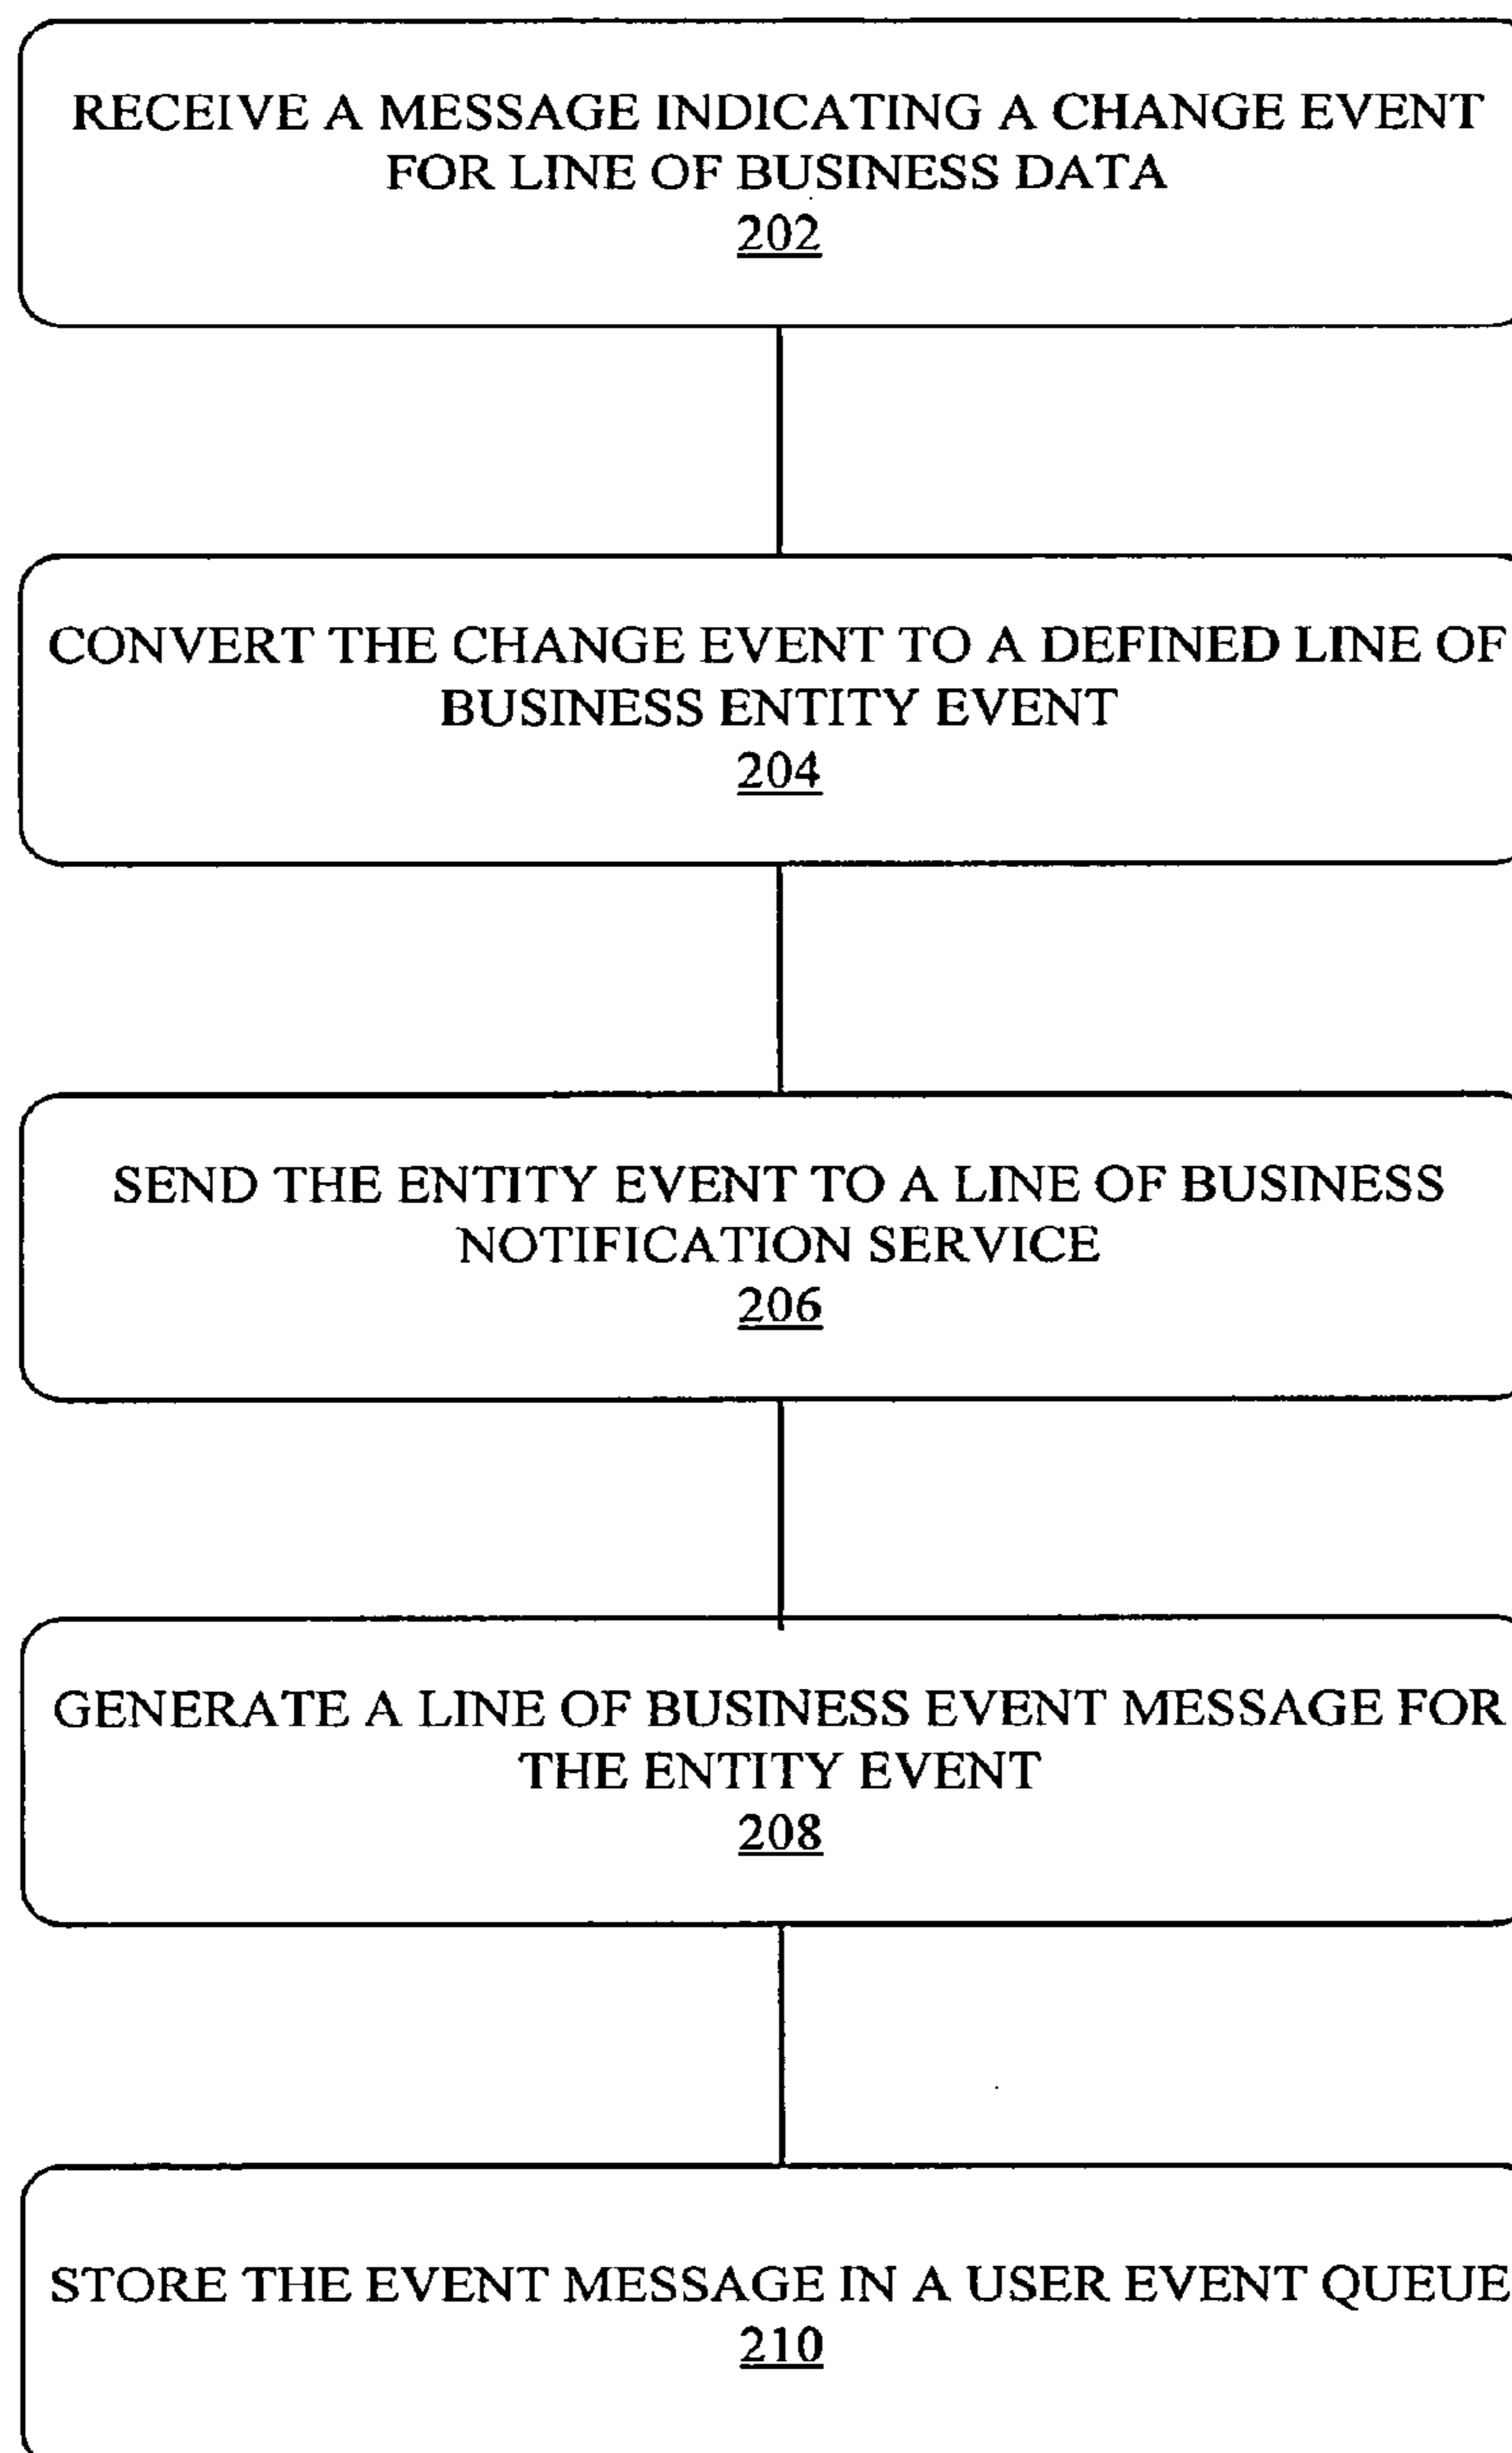 RECEIVE A MESSAGE INDICATING A CHANGE EVENT
FOR LINE OF BUSINESS DATA
202
CONVERT THE CHANGE EVENT TO A DEFINED LINE OF
BUSINESS ENTITY EVENT
204
SEND THE ENTITY EVENT TO A LINE OF BUSINESS
NOTIFICATION SERVICE
206
GENERATE A LINE OF BUSINESS EVENT MESSAGE FOR
THE ENTITY EVENT
208
STORE THE EVENT MESSAGE IN A USER EVENT QUEUE
210